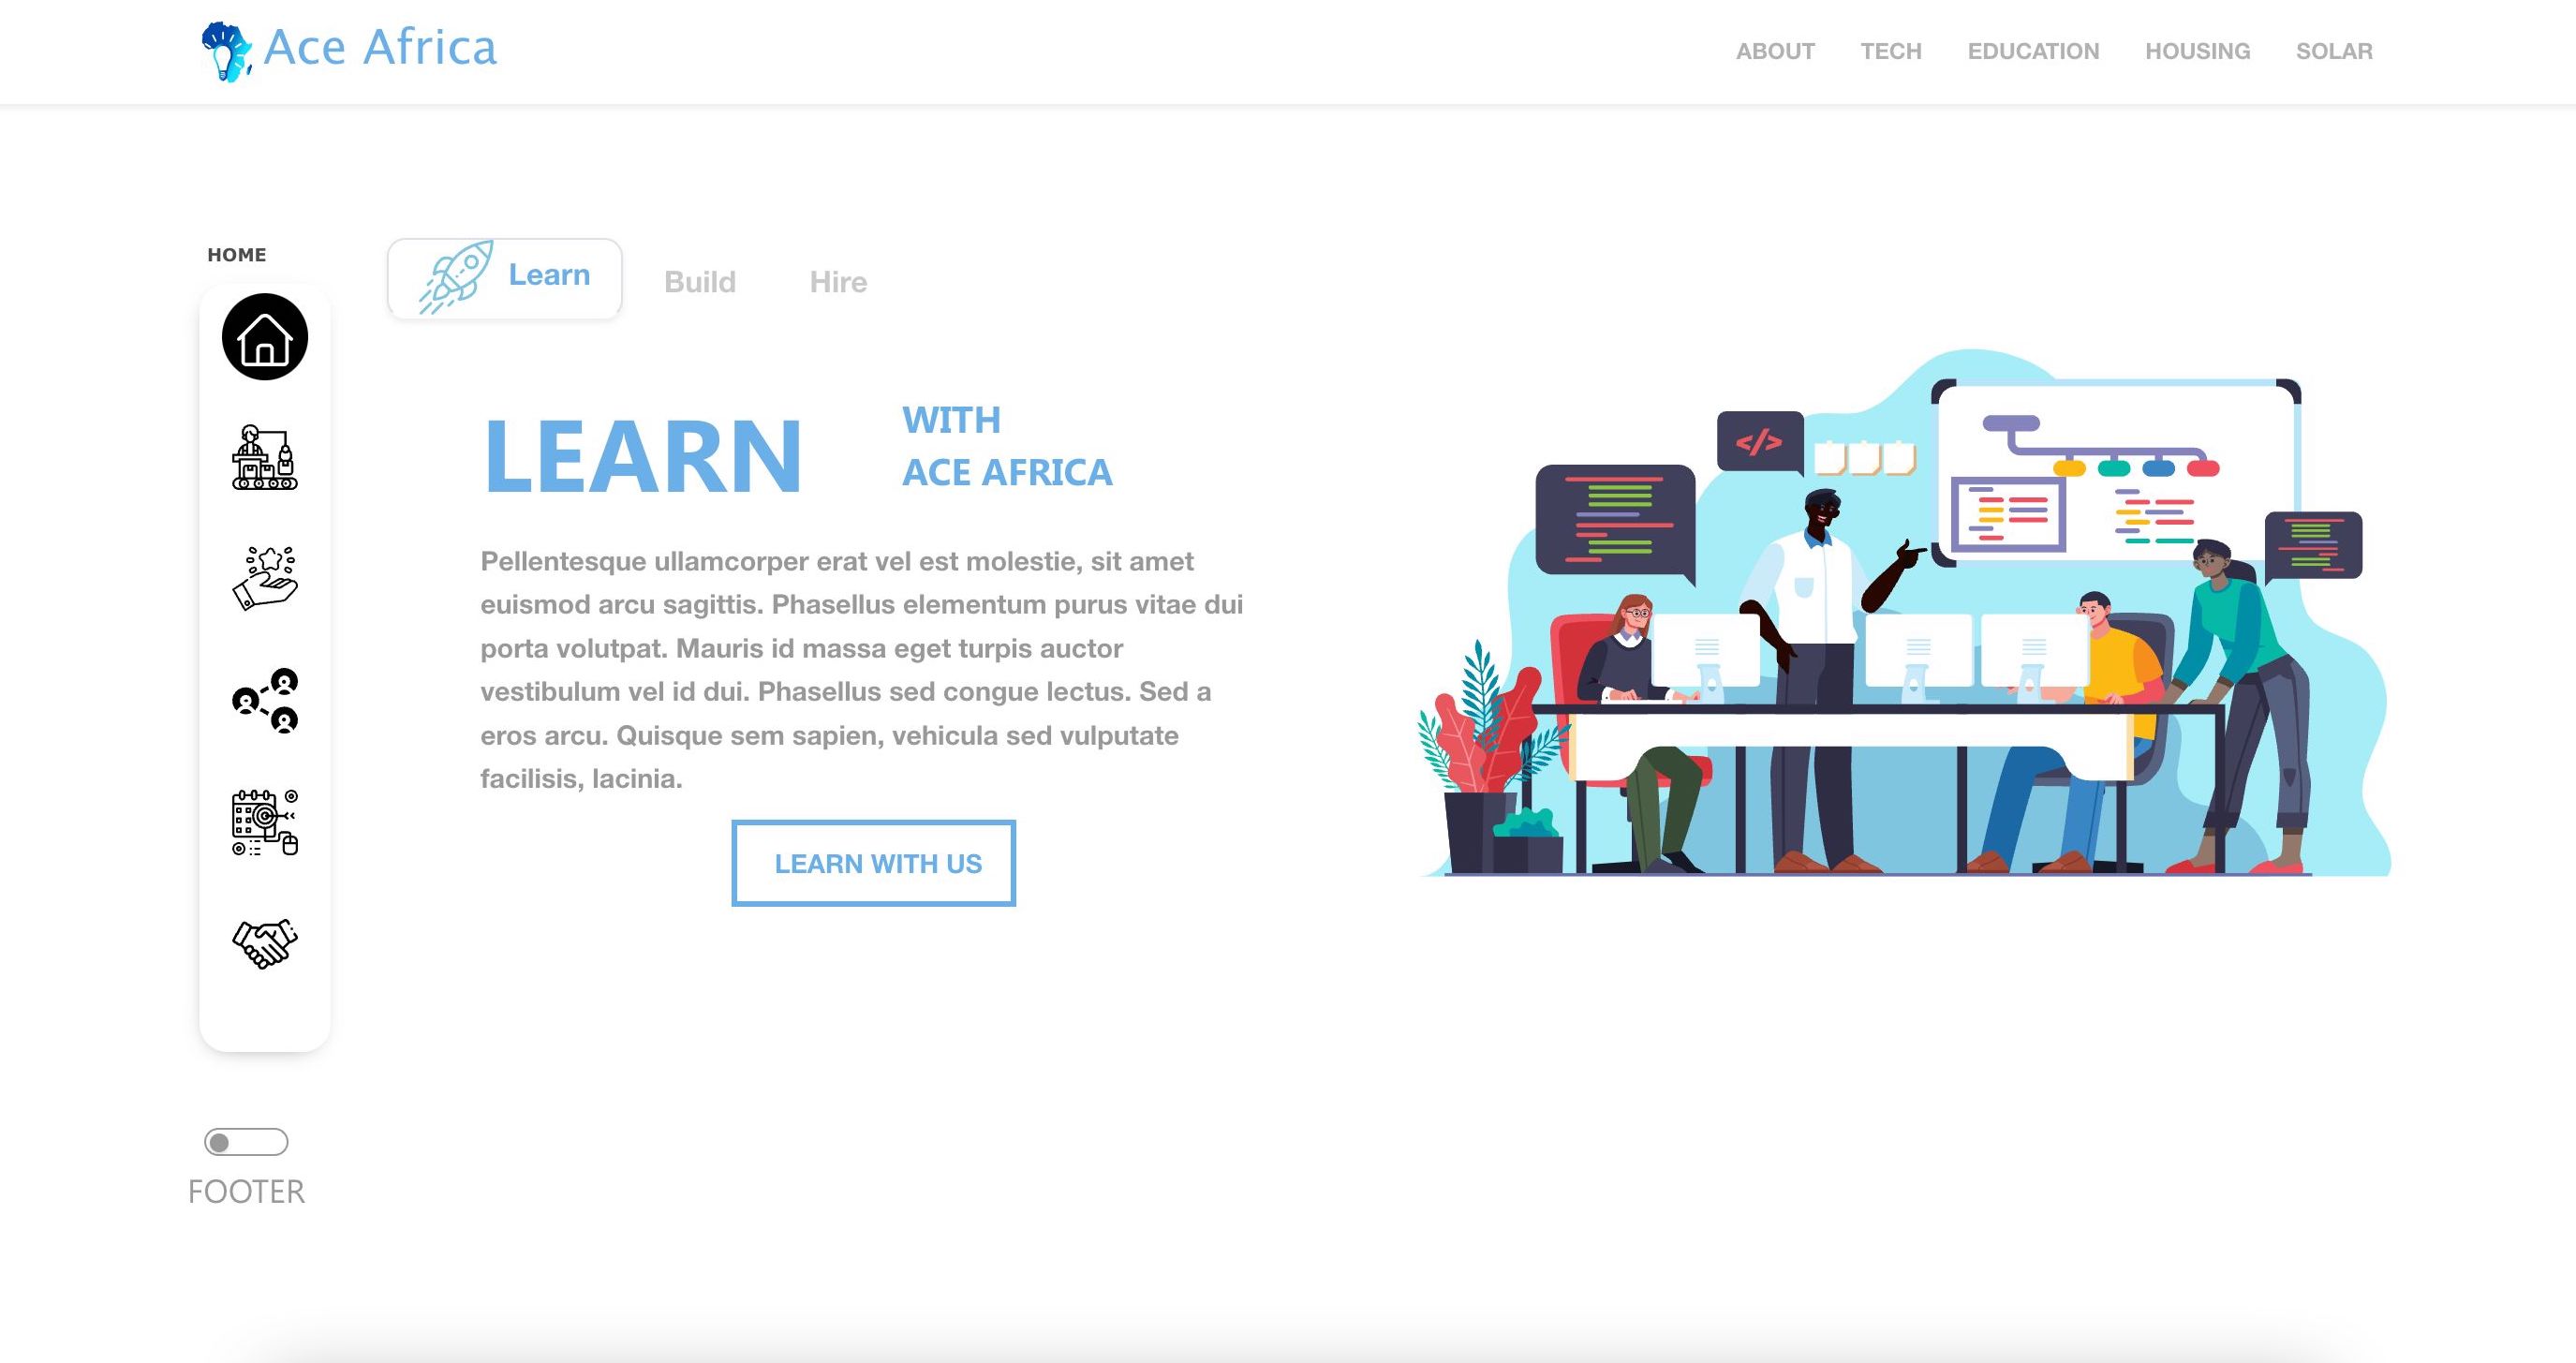 Ace Africa
ABOUT TECH EDUCATION HOUSING SOLAR
HOME
Learn Build Hire
LEARN
WITH
ACE AFRICA
Pellentesque ullamcorper erat vel est molestie, sit amet
euismod arcu sagittis. Phasellus elementum purus vitae dui
porta volutpat. Mauris id massa eget turpis auctor
vestibulum vel id dui. Phasellus sed congue lectus. Sed a
eros arcu. Quisque sem sapien, vehicula sed vulputate
facilisis, lacinia.
LEARN WITH US
</>
FOOTER